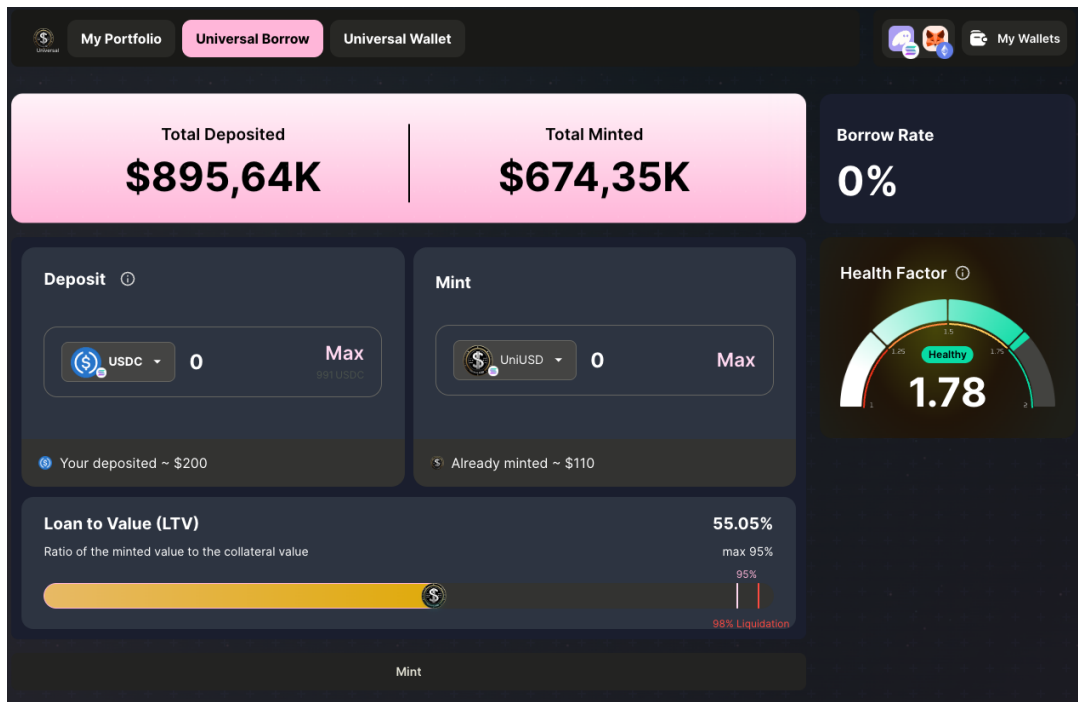 Universal
My Portfolio
Universal Borrow
Universal Wallet
My Wallets
Total Deposited
$895,64K
Total Minted
$674,35K
Borrow Rate
0%
Deposit
USDC
0
Max
991 USDC
Your deposited ~ $200
Mint
UniUSD
0
Max
Already minted ~ $110
Health Factor
1.5
1.25
1.75
Healthy
1.78
1
2
Loan to Value (LTV)
55.05%
Ratio of the minted value to the collateral value
max 95%
95%
98% Liquidation
Mint